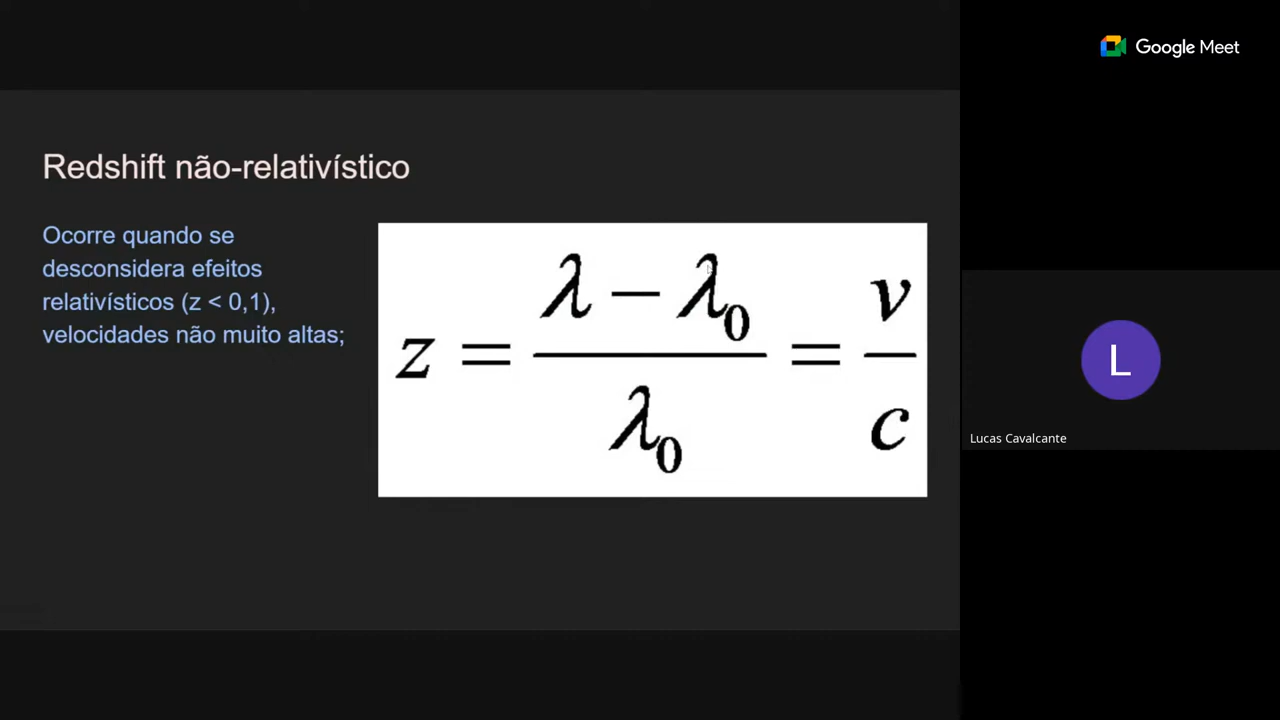 Google Meet
Redshift não-relativístico
Ocorre quando se
desconsidera efeitos
relativísticos (z < 0,1),
velocidades não muito altas;
z = (λ − λ₀) / λ₀ = v / c
L
Lucas Cavalcante